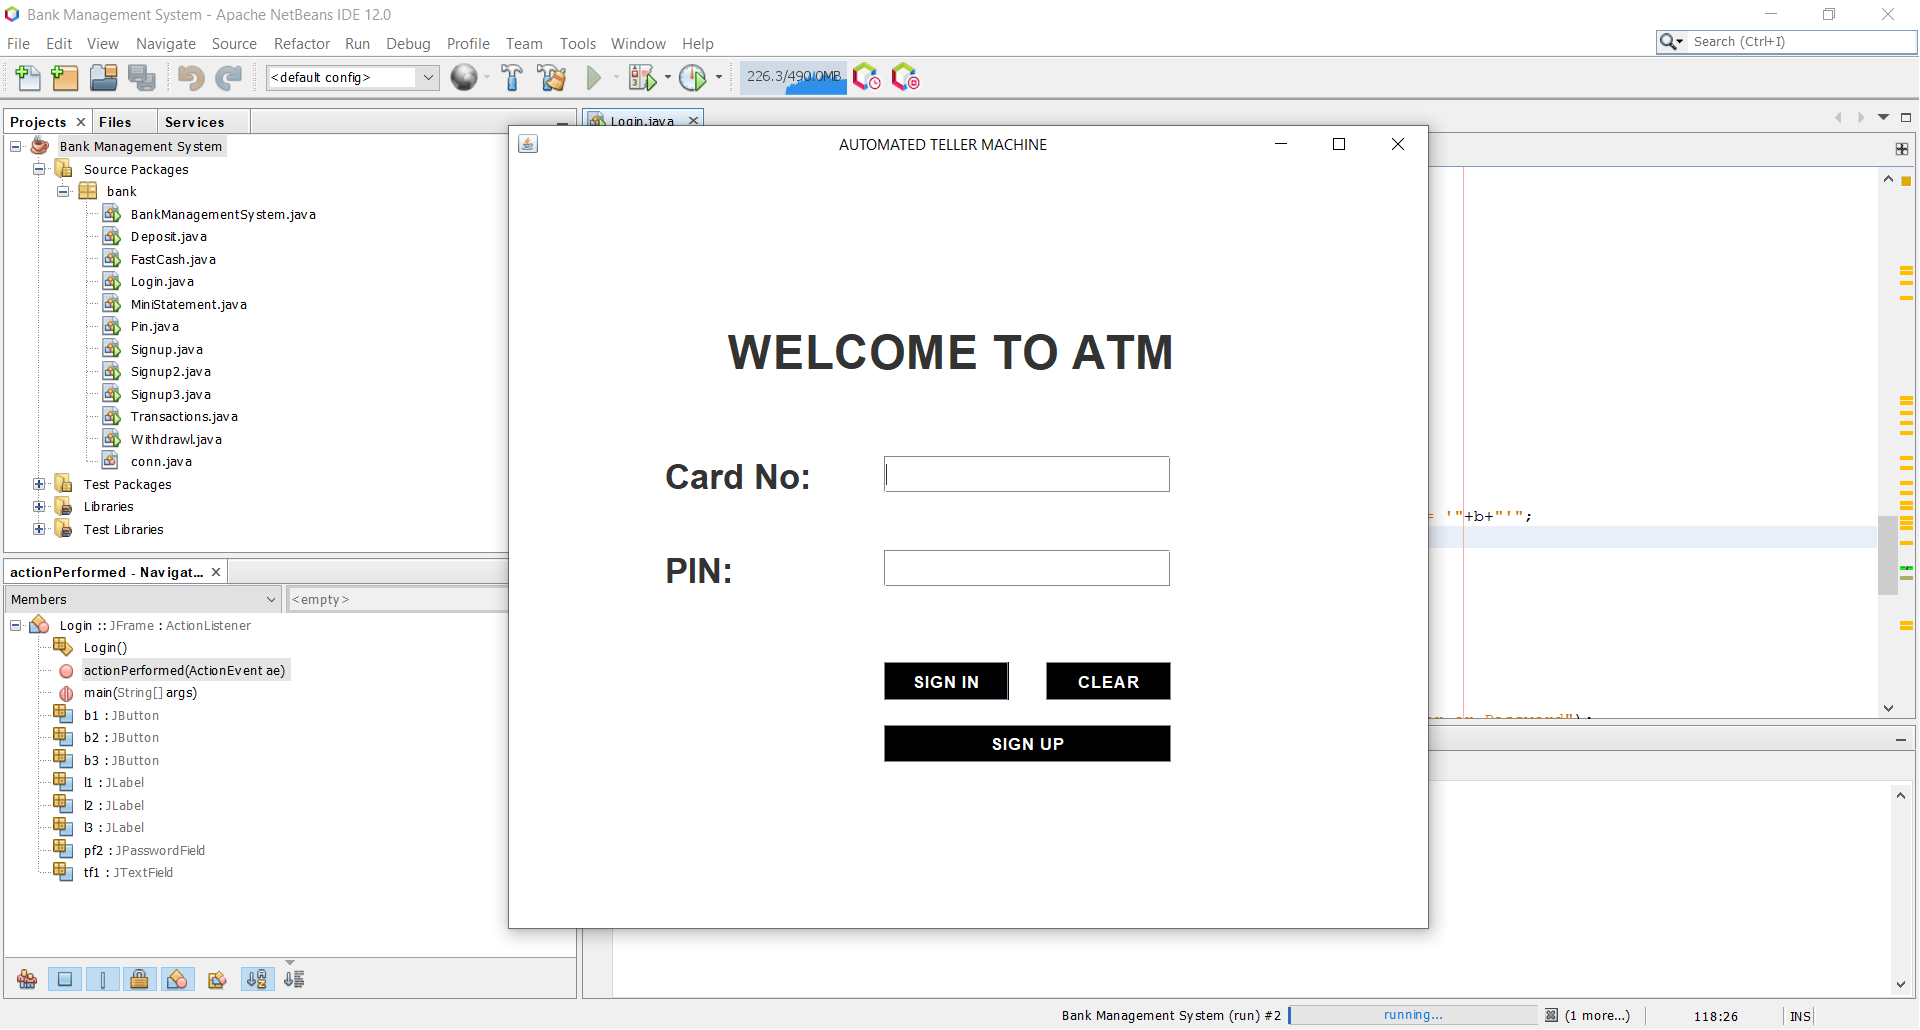 Bank Management System - Apache NetBeans IDE 12.0
File Edit View Navigate Source Refactor Run Debug Profile Team Tools Window Help
Search (Ctrl+I)
<default config>
226.3/490.0MB
Projects Files Services
Login.java
Bank Management System
Source Packages
bank
BankManagementSystem.java
Deposit.java
FastCash.java
Login.java
MiniStatement.java
Pin.java
Signup.java
Signup2.java
Signup3.java
Transactions.java
Withdrawl.java
conn.java
Test Packages
Libraries
Test Libraries
actionPerformed - Navigat...
Members
<empty>
Login :: JFrame : ActionListener
Login()
actionPerformed(ActionEvent ae)
main(String[] args)
b1 : JButton
b2 : JButton
b3 : JButton
l1 : JLabel
l2 : JLabel
l3 : JLabel
pf2 : JPasswordField
tf1 : JTextField
AUTOMATED TELLER MACHINE
WELCOME TO ATM
Card No:
PIN:
SIGN IN
CLEAR
SIGN UP
= '"+b+"'";
or Password");
Bank Management System (run) #2
running...
(1 more...)
118:26
INS